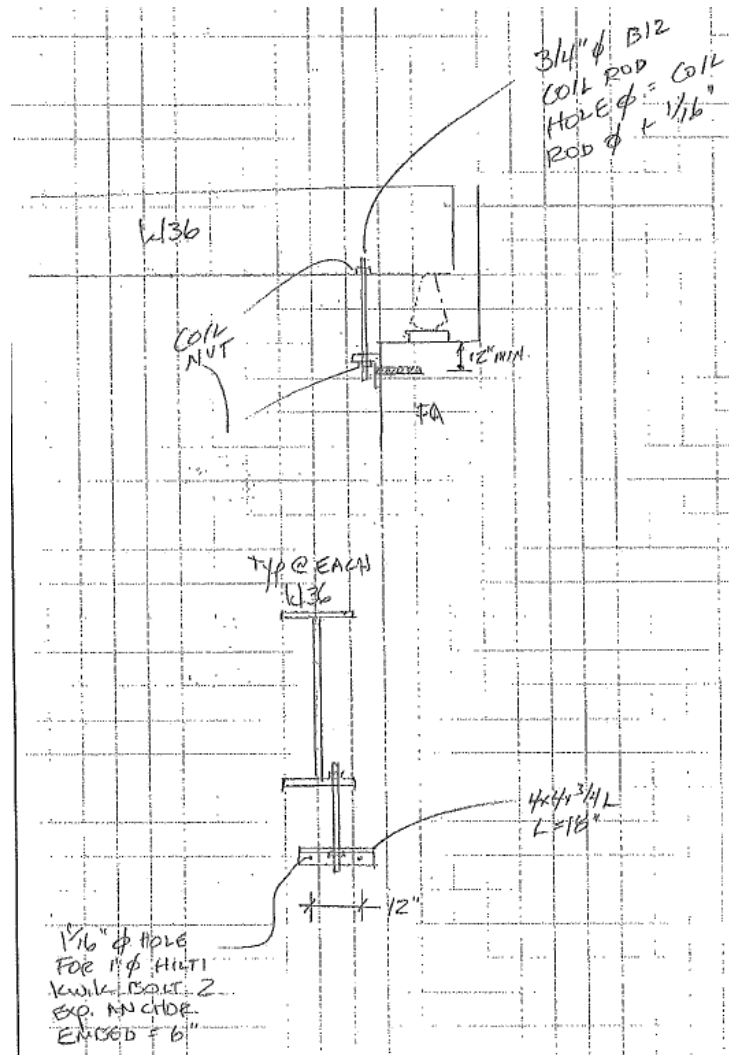 3/4" ϕ B12
COIL ROD
HOLE ϕ = COIL
ROD ϕ + 1/16"
W36
COIL
NUT
12" MIN.
TYP @ EACH
W36
4x4x3/4 L
L=18"
12"
1 1/16" ϕ HOLE
FOR 1" ϕ HILTI
KWIK BOLT 2
EXP. ANCHOR
EMBED = 6"